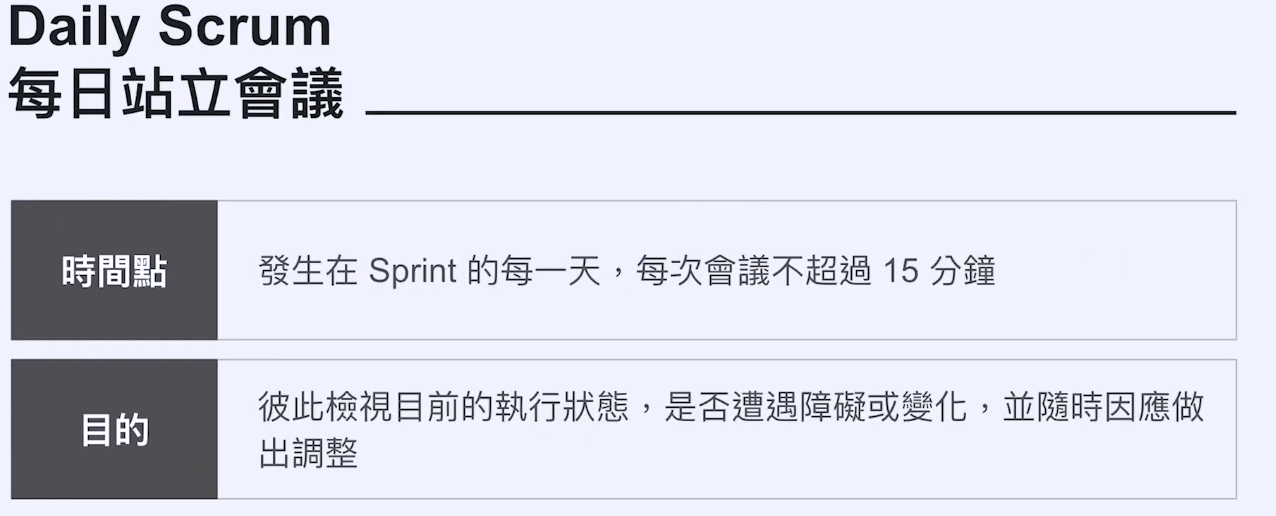 Daily Scrum
每日站立會議
時間點
發生在 Sprint 的每一天，每次會議不超過 15 分鐘
目的
彼此檢視目前的執行狀態，是否遭遇障礙或變化，並隨時因應做
出調整